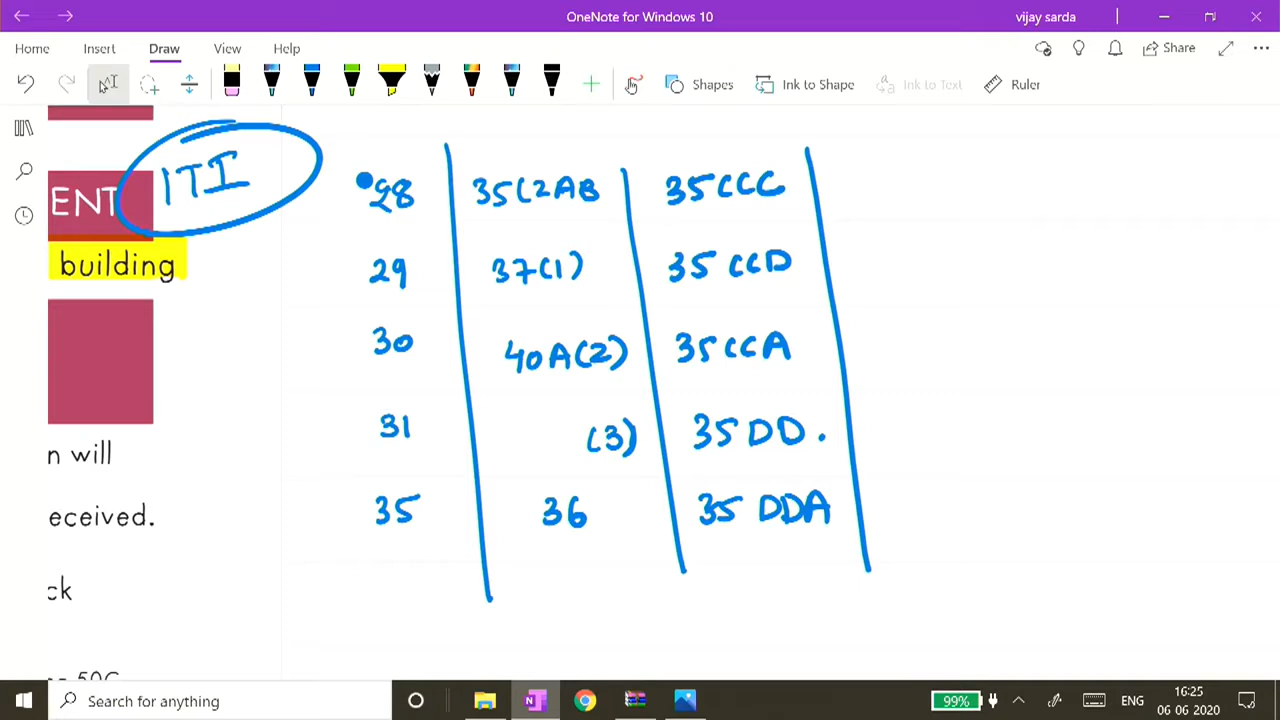 OneNote for Windows 10
vijay sarda
Home Insert Draw View Help
Share
Shapes Ink to Shape Ink to Text Ruler
ENT
ITI
building
n will
eceived.
ck
50C
28 35(2AB 35CCC
29 37(1) 35 CCD
30 40A(2) 35CCA
31 (3) 35 DD.
35 36 35 DDA
Search for anything
99%
ENG
16:25
06-06-2020